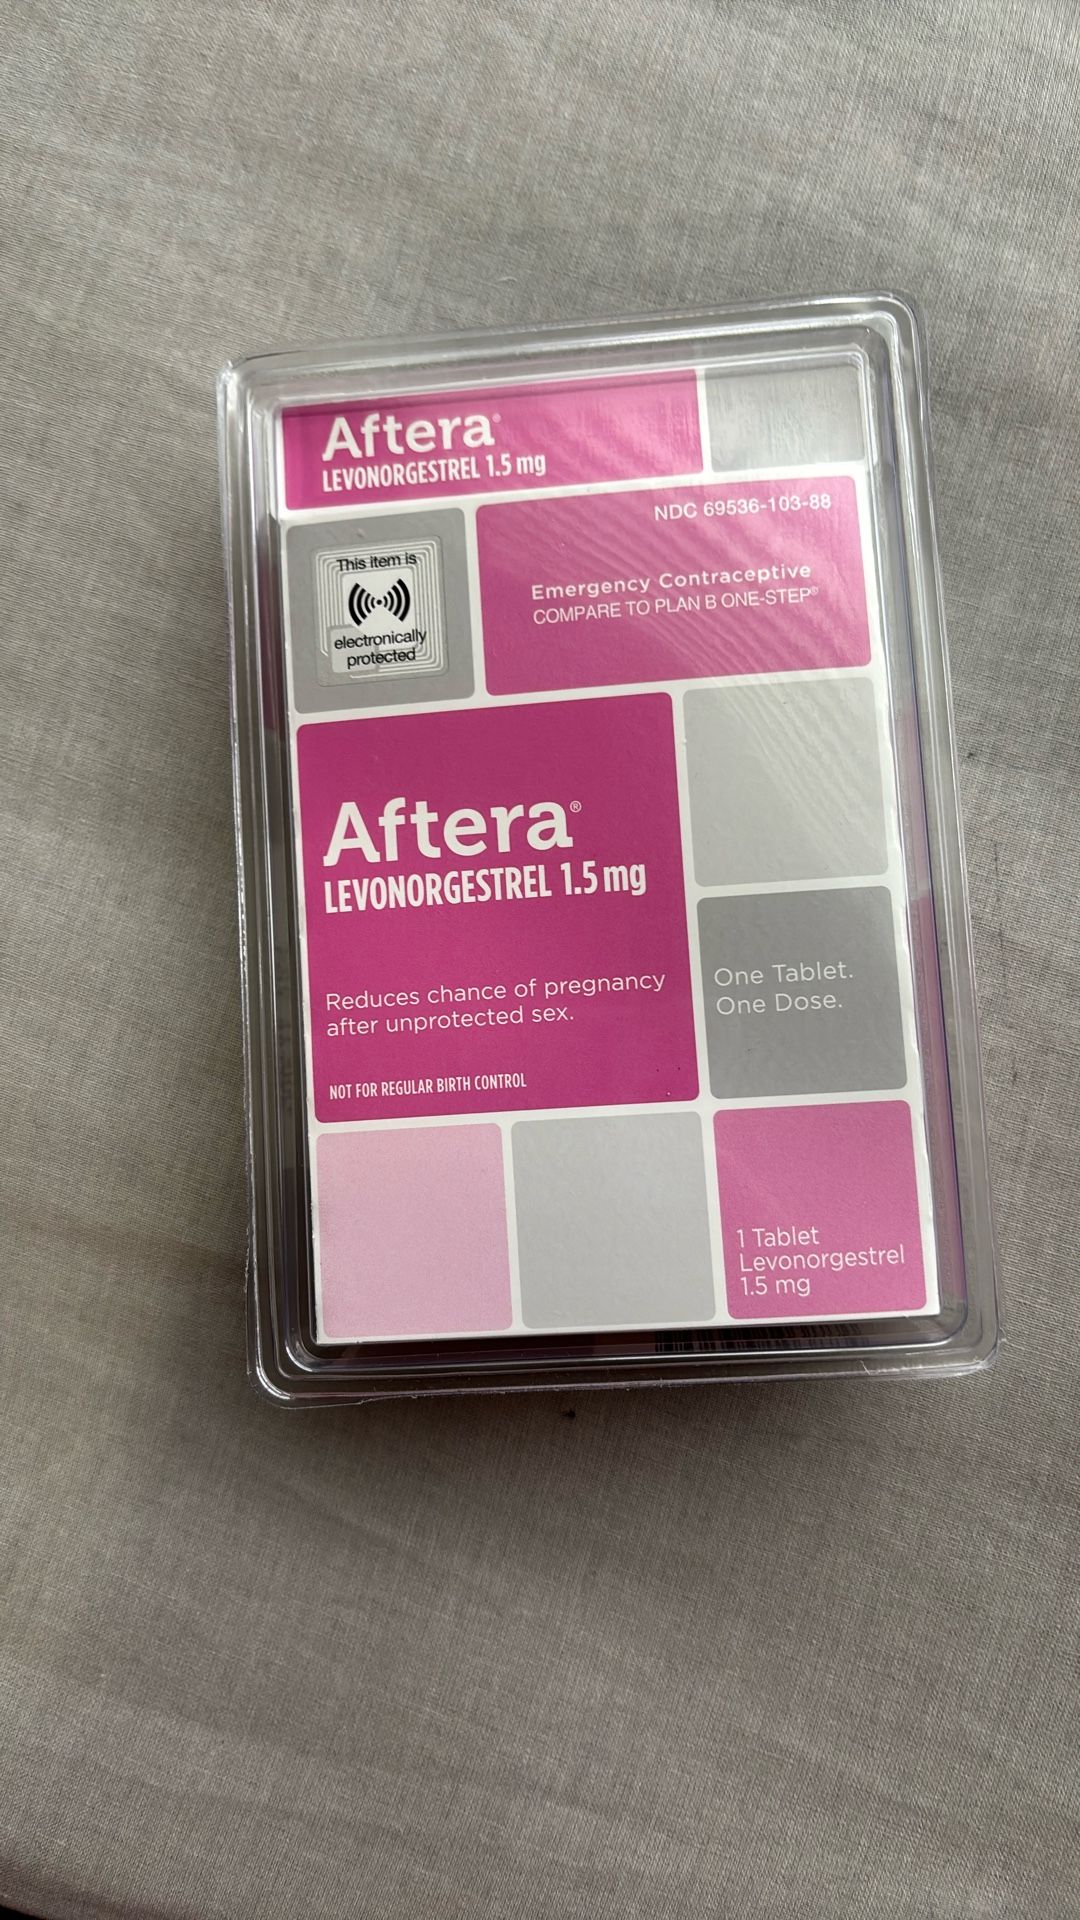 Aftera®
LEVONORGESTREL 1.5 mg
This item is
electronically
protected
NDC 69536-103-88
Emergency Contraceptive
COMPARE TO PLAN B ONE-STEP®
Aftera®
LEVONORGESTREL 1.5 mg
Reduces chance of pregnancy
after unprotected sex.
NOT FOR REGULAR BIRTH CONTROL
One Tablet.
One Dose.
1 Tablet
Levonorgestrel
1.5 mg